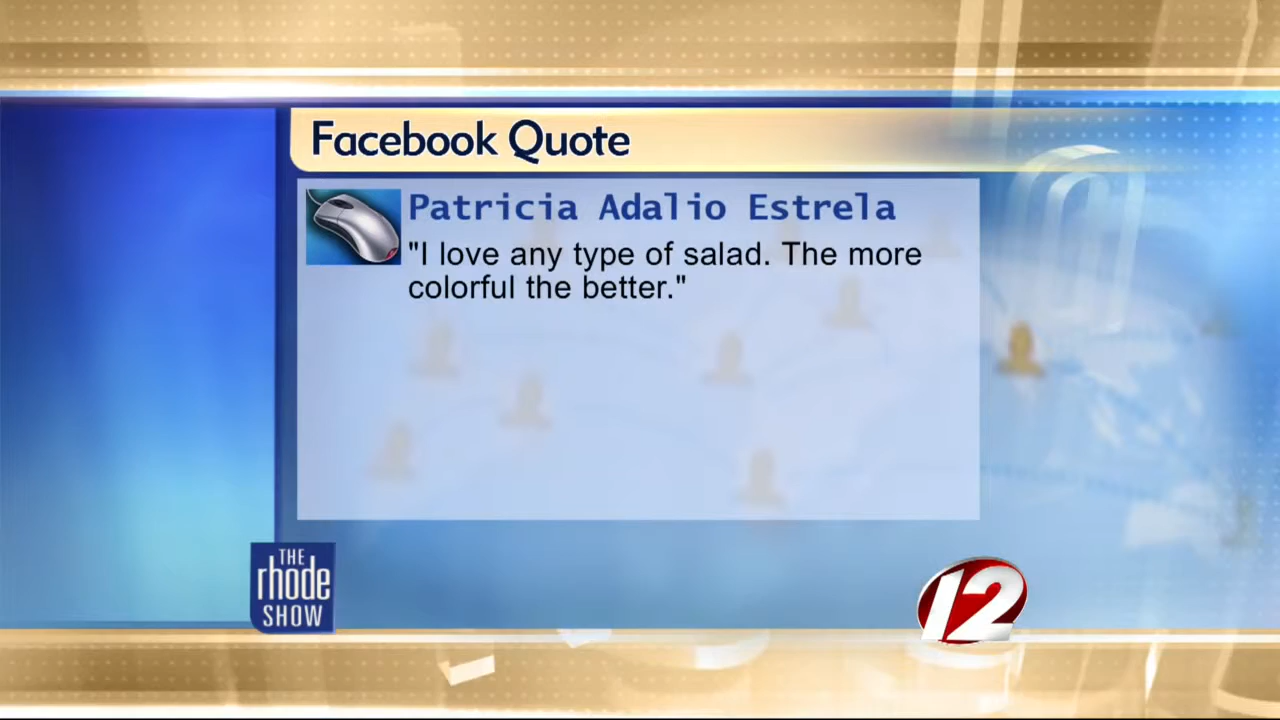 Facebook Quote
Patricia Adalio Estrela
"I love any type of salad. The more
colorful the better."
THE
rhode
SHOW
12